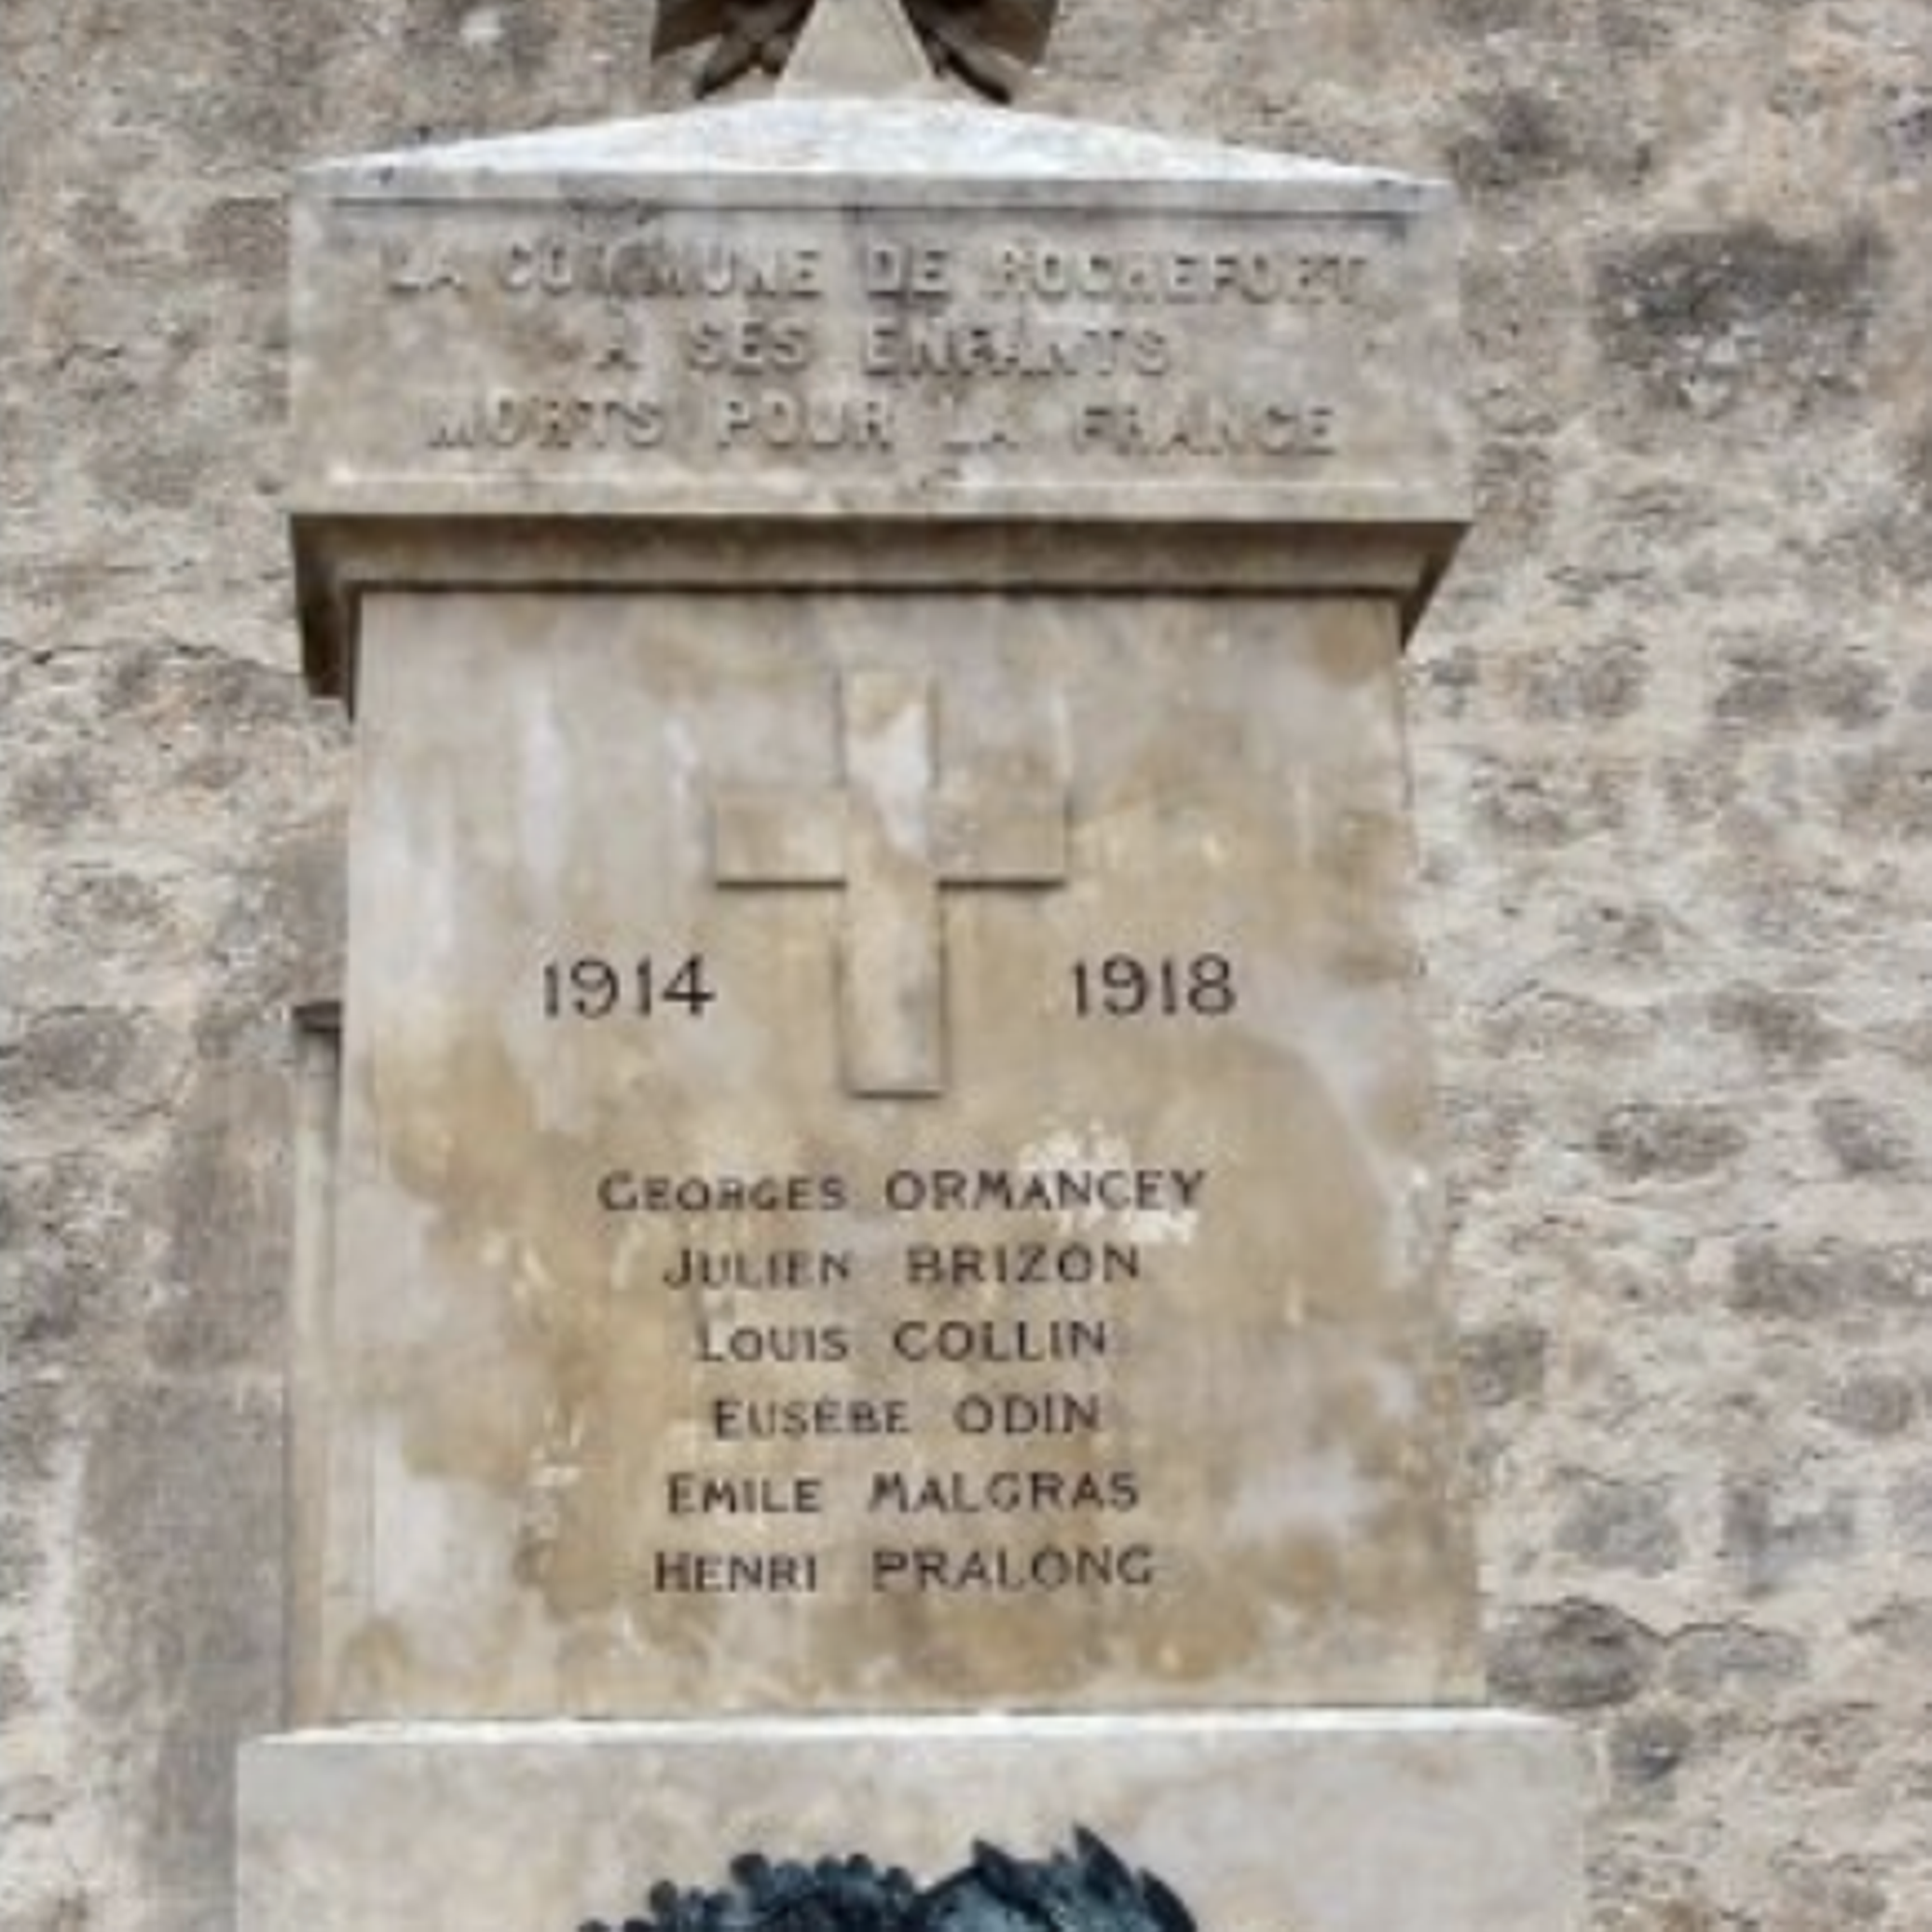 LA COMMUNE DE ROCHEFORT
A SES ENFANTS
MORTS POUR LA FRANCE
1914 1918
GEORGES ORMANCEY
JULIEN BRIZON
LOUIS COLLIN
EUSÈBE ODIN
EMILE MALGRAS
HENRI PRALONG